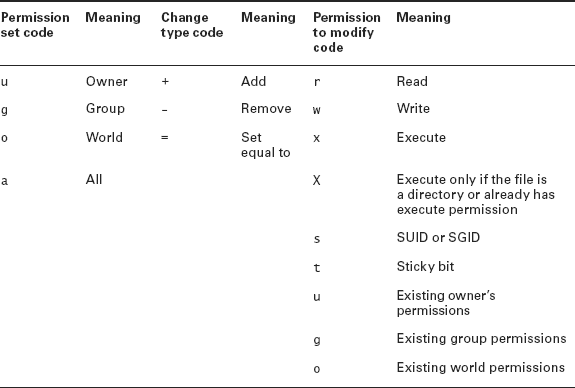 Permission set code Meaning Change type code Meaning Permission to modify code Meaning
u Owner + Add r Read
g Group – Remove w Write
o World = Set equal to x Execute
a All X Execute only if the file is
a directory or already has
execute permission
s SUID or SGID
t Sticky bit
u Existing owner’s
permissions
g Existing group permissions
o Existing world permissions